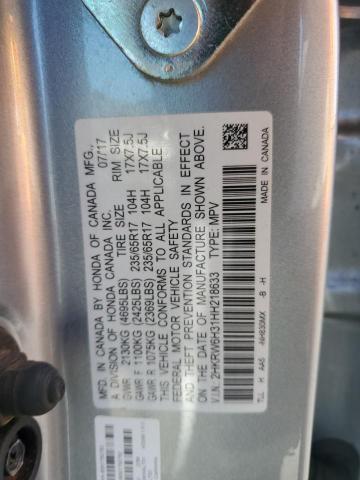 MFD. IN CANADA BY HONDA OF CANADA MFG.,
A DIVISION OF HONDA CANADA INC. 07/17
GVWR 2130KG (4695LBS) TIRE SIZE RIM SIZE
GAWR F 1100KG (2425LBS) 235/65R17 104H 17X7.5J
GAWR R 1075KG (2369LBS) 235/65R17 104H 17X7.5J
THIS VEHICLE CONFORMS TO ALL APPLICABLE
FEDERAL MOTOR VEHICLE SAFETY
AND THEFT PREVENTION STANDARDS IN EFFECT
ON THE DATE OF MANUFACTURE SHOWN ABOVE.
V.I.N.: 2HKRW6H31HH218633 TYPE: MPV
TLL H AA5 -NH830MX -B -H MADE IN CANADA